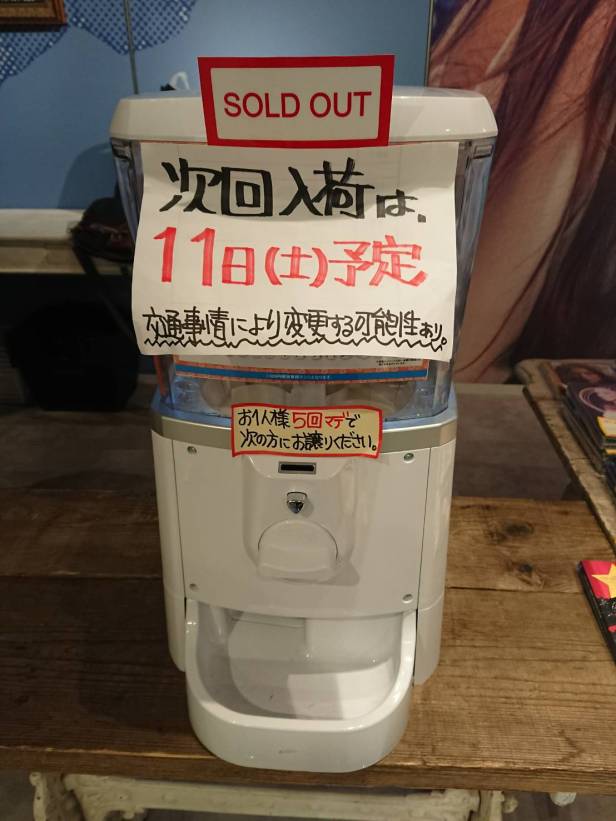 SOLD OUT
次回入荷は、
11日(土)予定
交通事情により変更する可能性あり。
お1人様5回マデで
次の方にお譲りください。